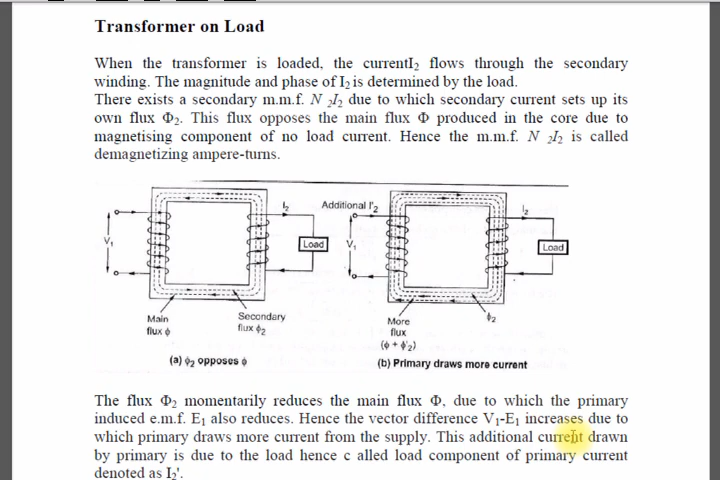 Transformer on Load
When the transformer is loaded, the currentI₂ flows through the secondary
winding. The magnitude and phase of I₂ is determined by the load.
There exists a secondary m.m.f. N ₂I₂ due to which secondary current sets up its
own flux Φ₂. This flux opposes the main flux Φ produced in the core due to
magnetising component of no load current. Hence the m.m.f. N ₂I₂ is called
demagnetizing ampere-turns.
I₂
Additional I'₂
I₂
V₁
Load
V₁
Load
Main
flux ϕ
Secondary
flux ϕ₂
More
flux
(ϕ + ϕ'₂)
ϕ₂
(a) ϕ₂ opposes ϕ
(b) Primary draws more current
The flux Φ₂ momentarily reduces the main flux Φ, due to which the primary
induced e.m.f. E₁ also reduces. Hence the vector difference V₁-E₁ increases due to
which primary draws more current from the supply. This additional current drawn
by primary is due to the load hence c alled load component of primary current
denoted as I₂'.